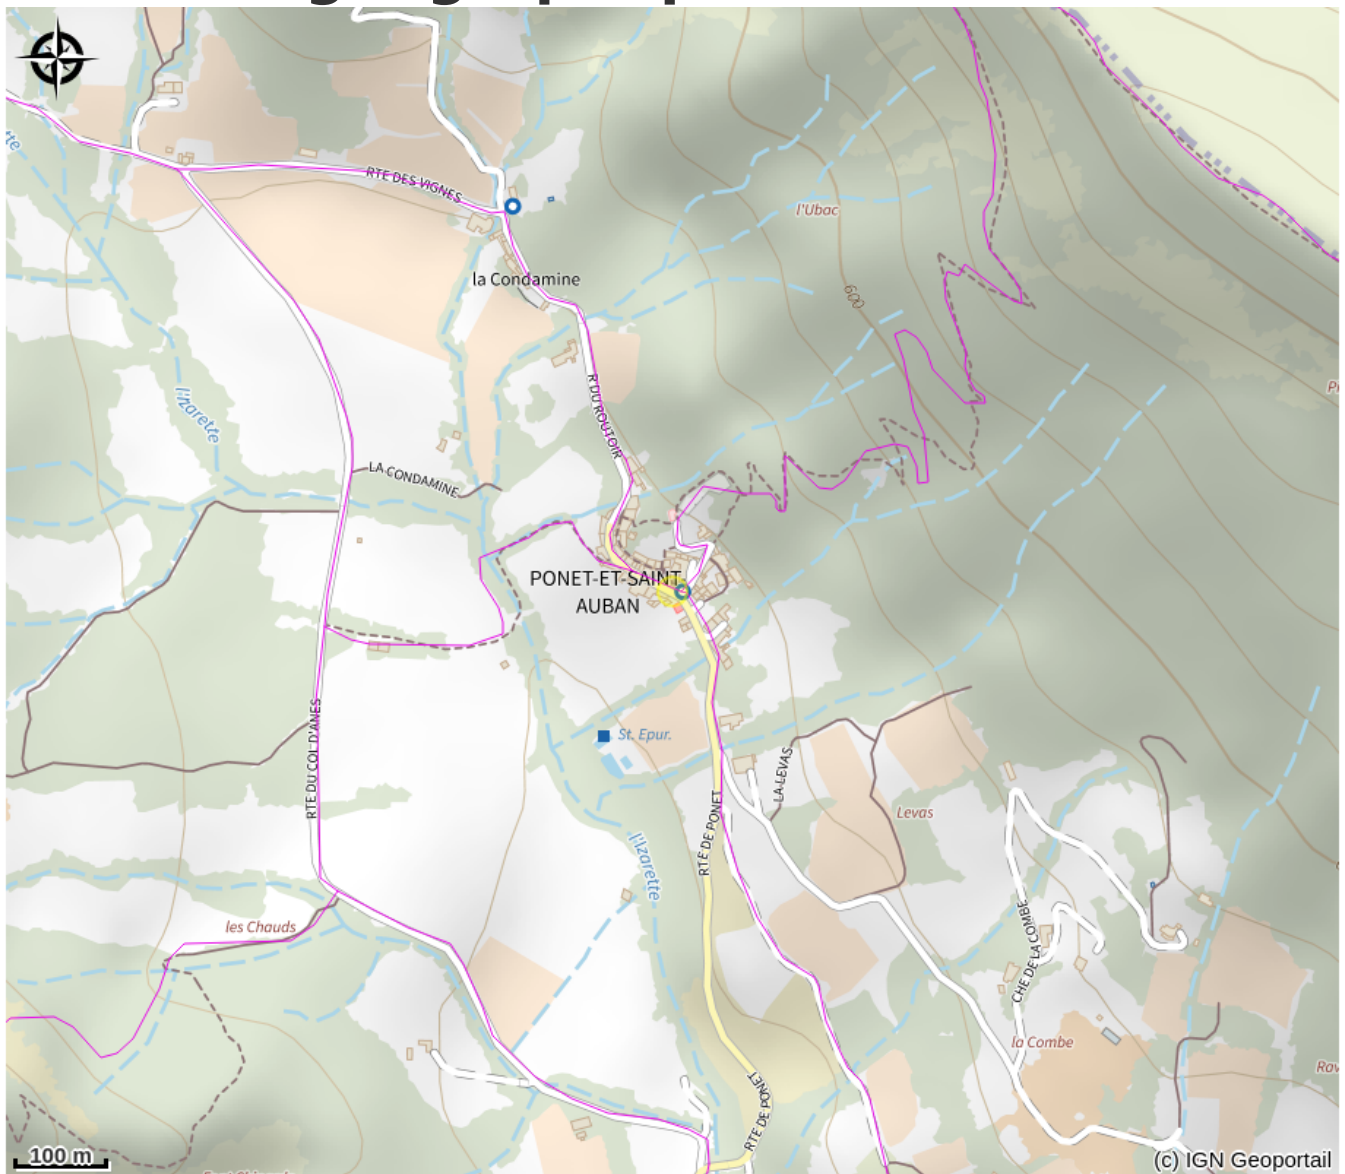 RTE DES VIGNES
l'Ubac
la Condamine
600
R DU ROUTOIR
l'Izarette
LA CONDAMINE
PONET-ET-SAINT
AUBAN
St. Epur.
RTE DU COL D'ANES
LA LEVAS
RTE DE PONET
Levas
l'Izarette
les Chauds
CHE DE LA COMBE
la Combe
RTE DE PONET
100 m
(c) IGN Geoportail